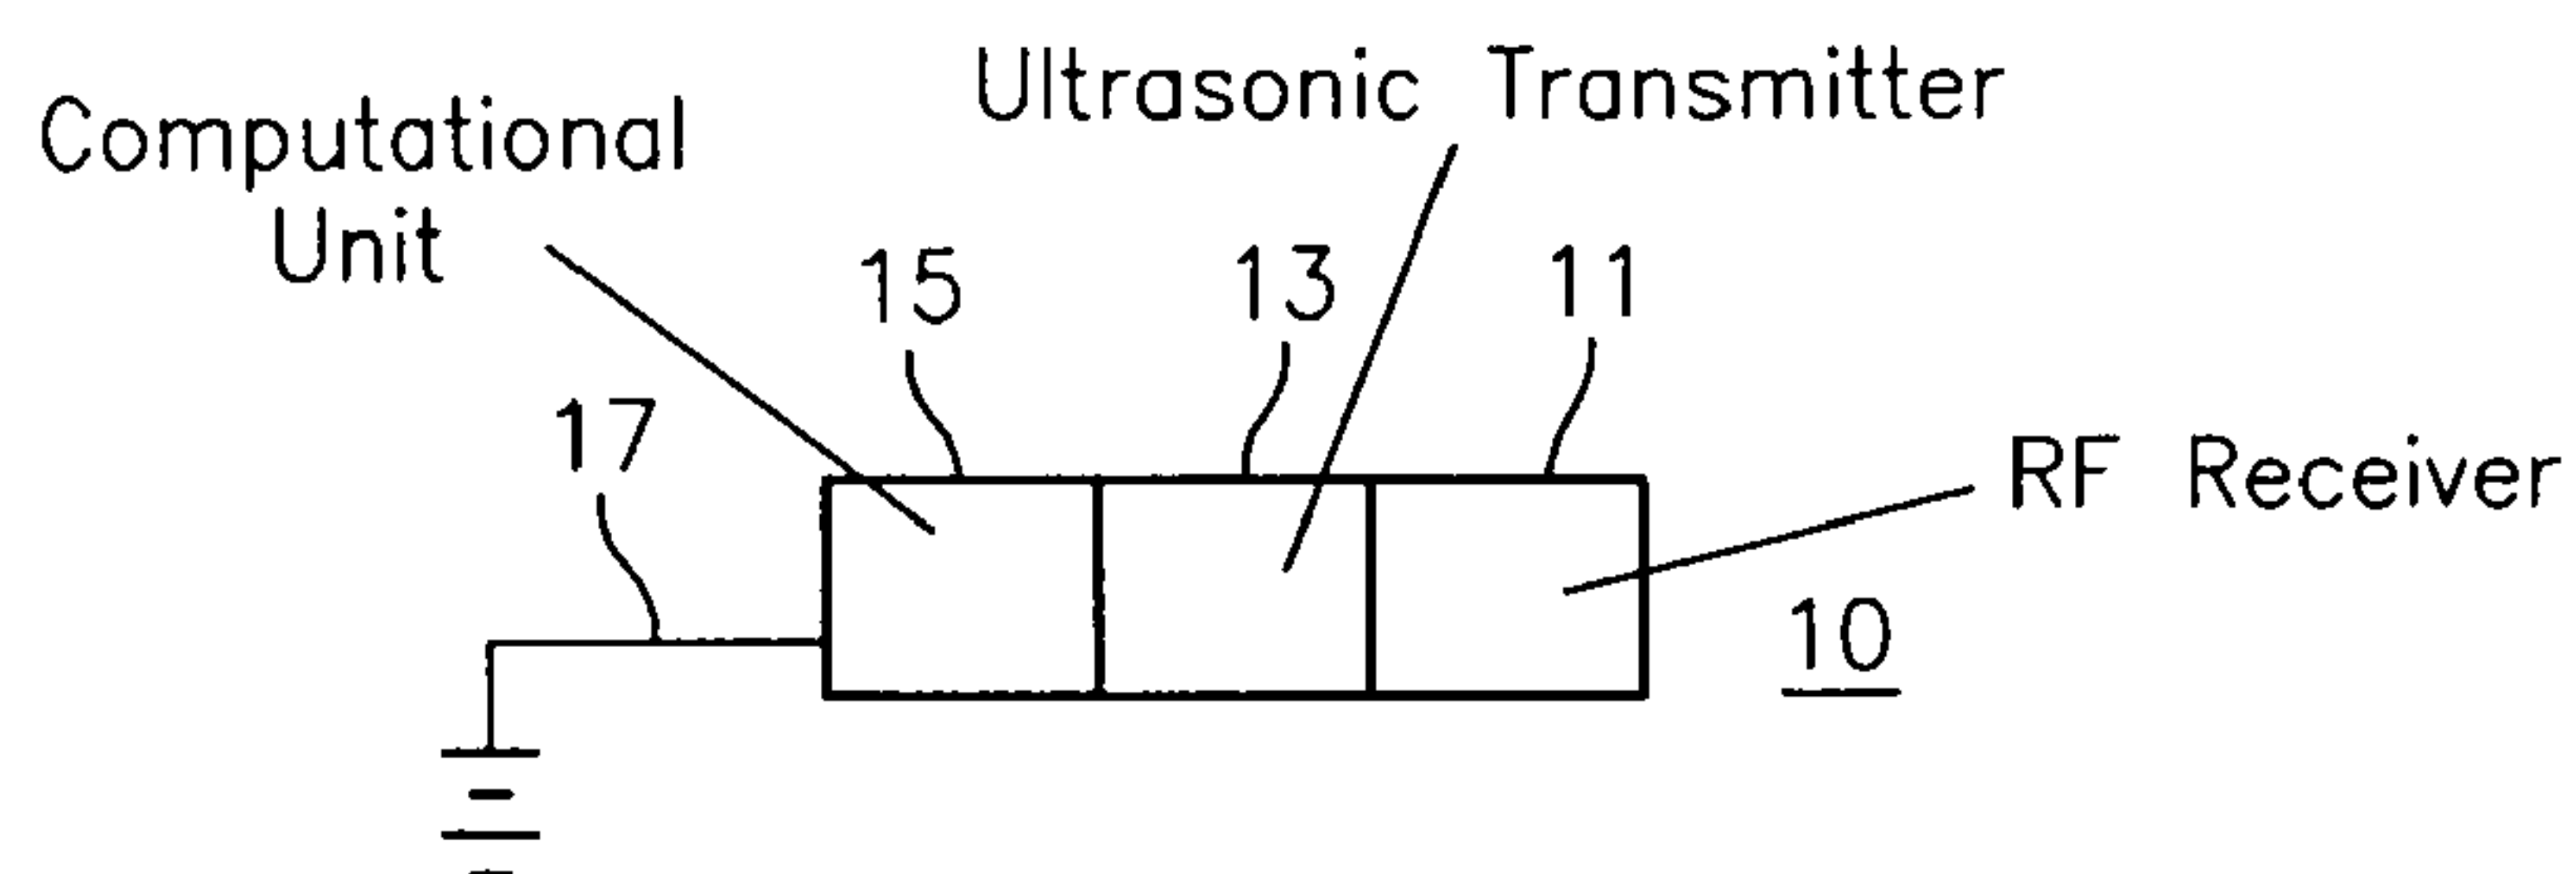 Ultrasonic Transmitter
Computational
Unit
15
13
11
17
RF Receiver
10